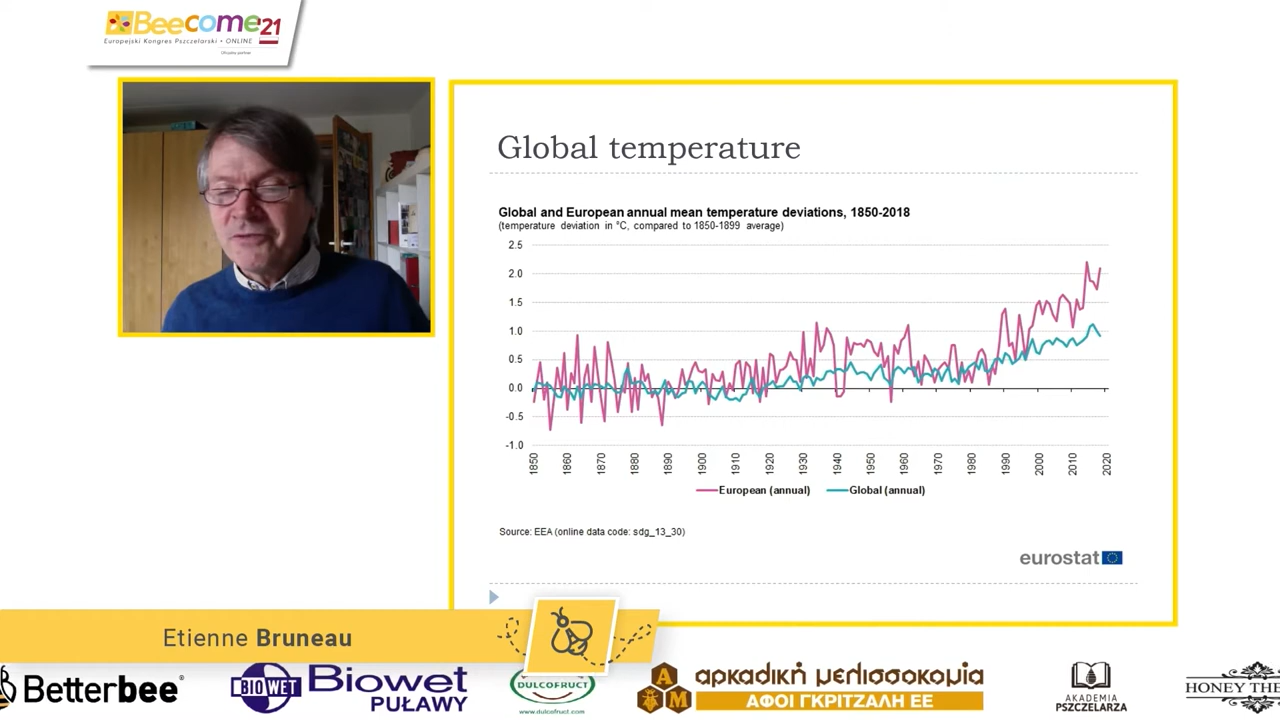 Beecome'21
Europejski Kongres Pszczelarski • ONLINE
Global temperature
Global and European annual mean temperature deviations, 1850-2018
(temperature deviation in °C, compared to 1850-1899 average)
2.5
2.0
1.5
1.0
0.5
0.0
-0.5
-1.0
1850 1860 1870 1880 1890 1900 1910 1920 1930 1940 1950 1960 1970 1980 1990 2000 2010 2020
European (annual) Global (annual)
Source: EEA (online data code: sdg_13_30)
eurostat
Etienne Bruneau
Betterbee®
BIOWET Biowet
PUŁAWY
DULCOFRUCT
www.dulcofruct.com
A M
αρκαδική μελισσοκομία
ΑΦΟΙ ΓΚΡΙΤΖΑΛΗ ΕΕ
AKADEMIA
PSZCZELARZA
HONEY THE